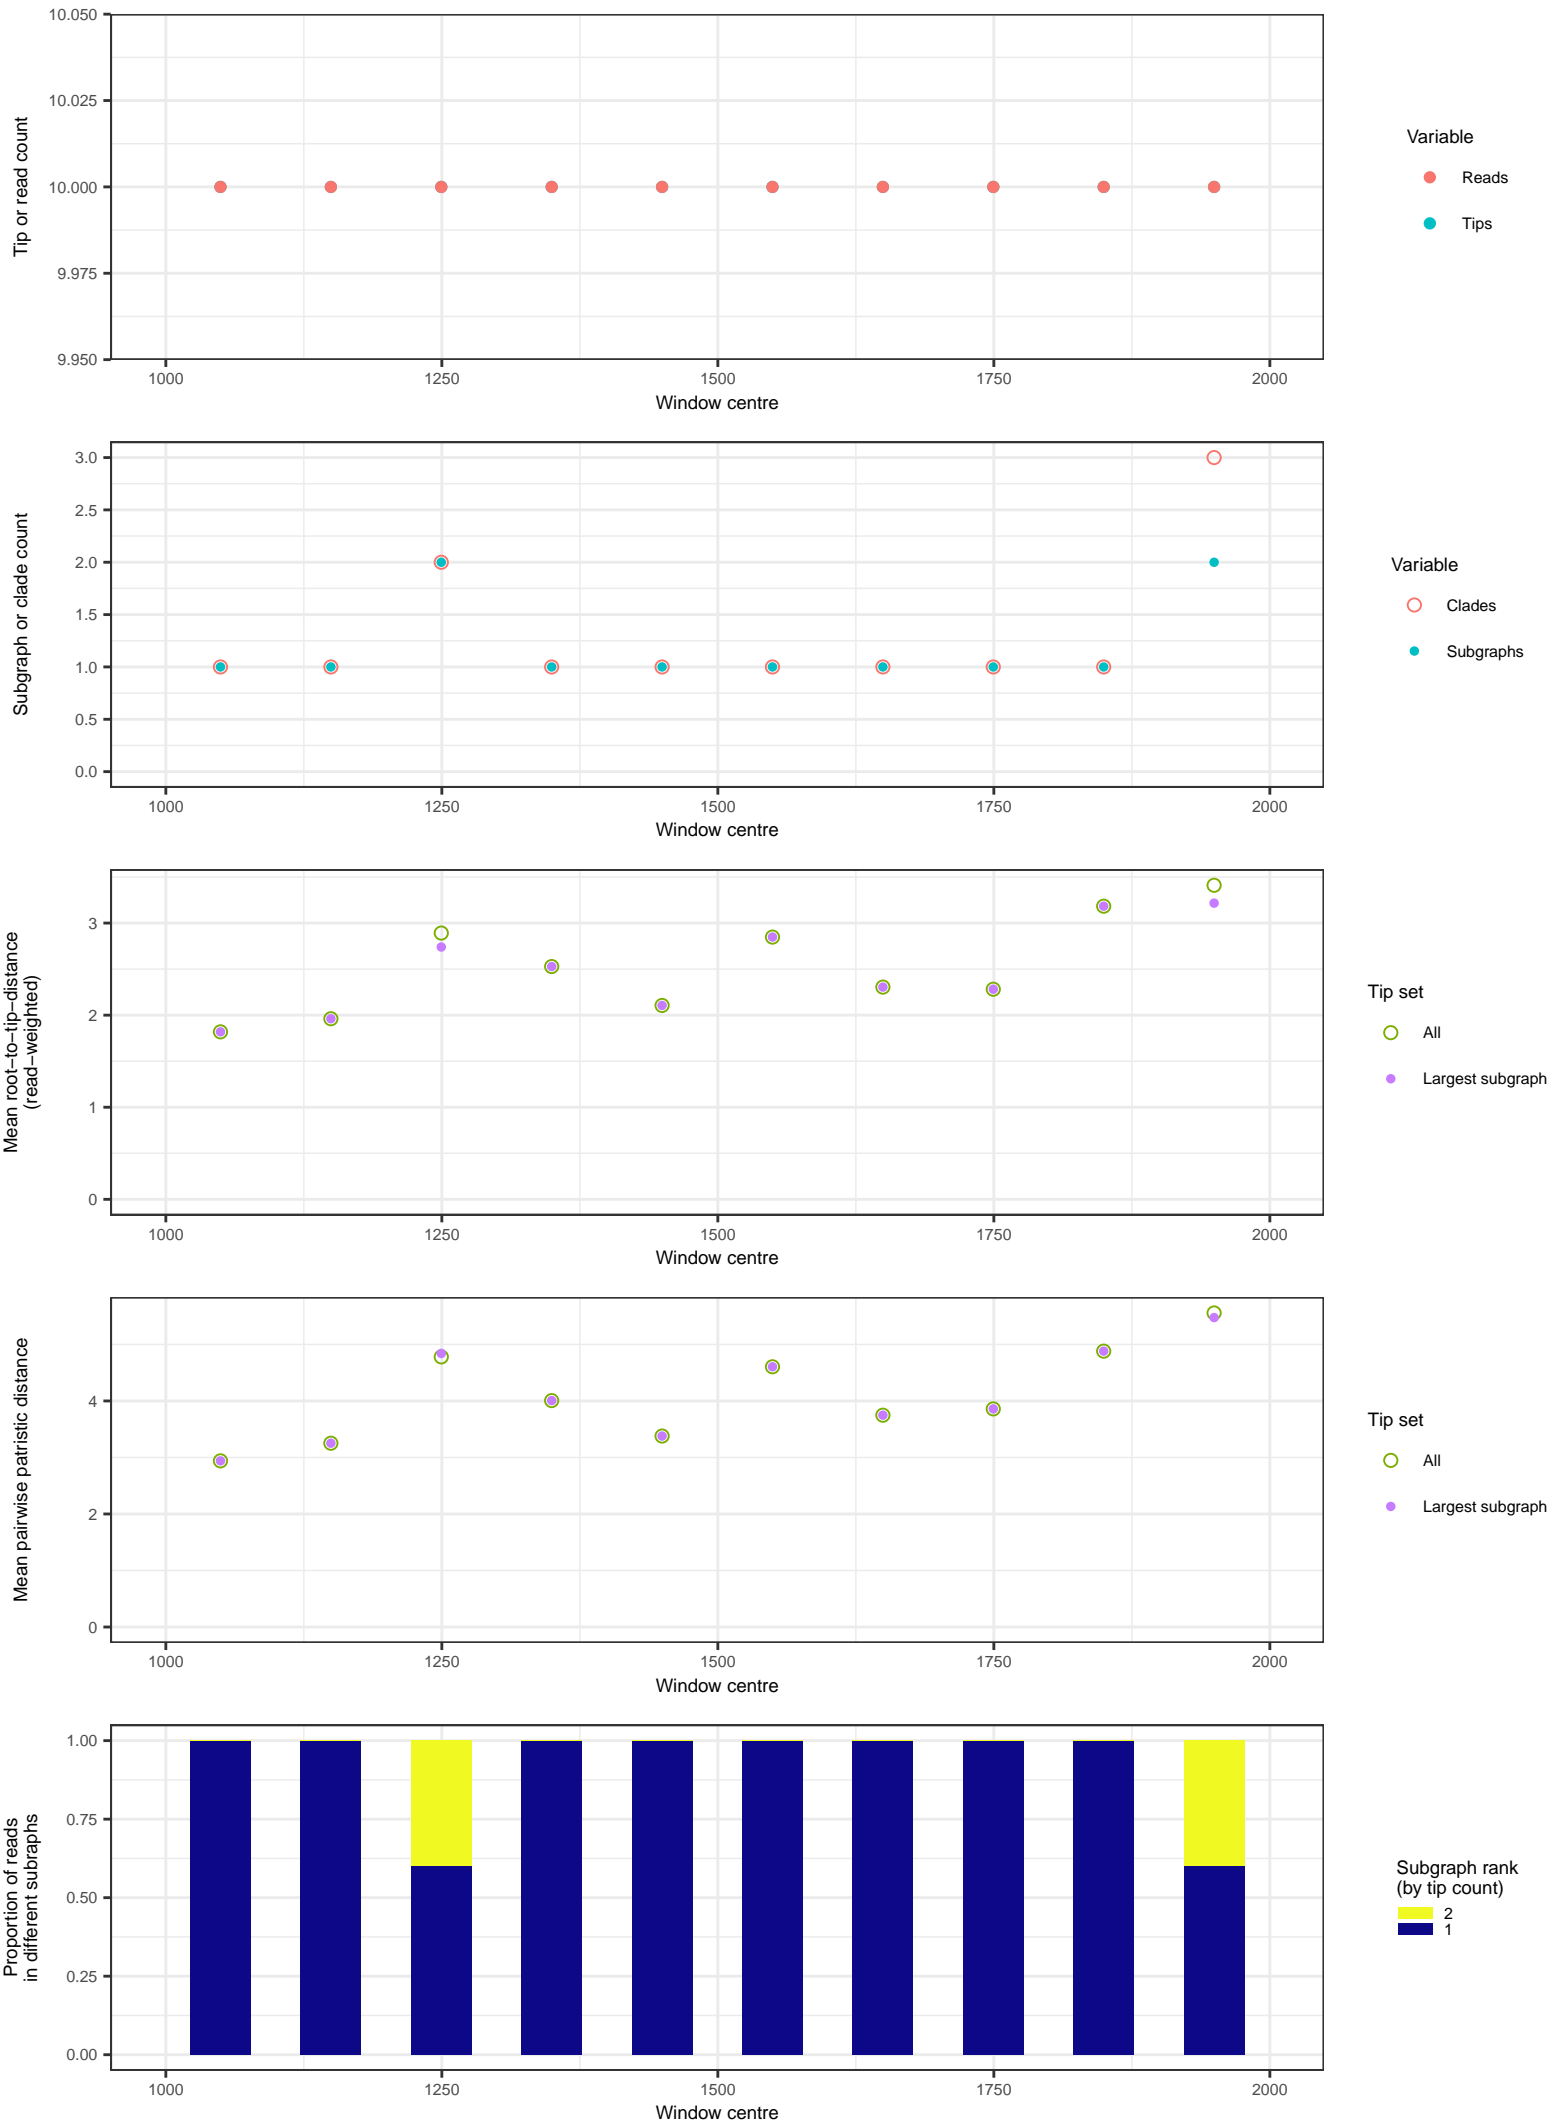 Tip or read count
10.050
10.025
10.000
9.975
9.950
1000 1250 1500 1750 2000
Window centre
Variable
Reads
Tips
Subgraph or clade count
3.0
2.5
2.0
1.5
1.0
0.5
0.0
1000 1250 1500 1750 2000
Window centre
Variable
Clades
Subgraphs
Mean root−to−tip−distance
(read−weighted)
3
2
1
0
1000 1250 1500 1750 2000
Window centre
Tip set
All
Largest subgraph
Mean pairwise patristic distance
4
2
0
1000 1250 1500 1750 2000
Window centre
Tip set
All
Largest subgraph
Proportion of reads
in different subraphs
1.00
0.75
0.50
0.25
0.00
1000 1250 1500 1750 2000
Window centre
Subgraph rank
(by tip count)
2
1